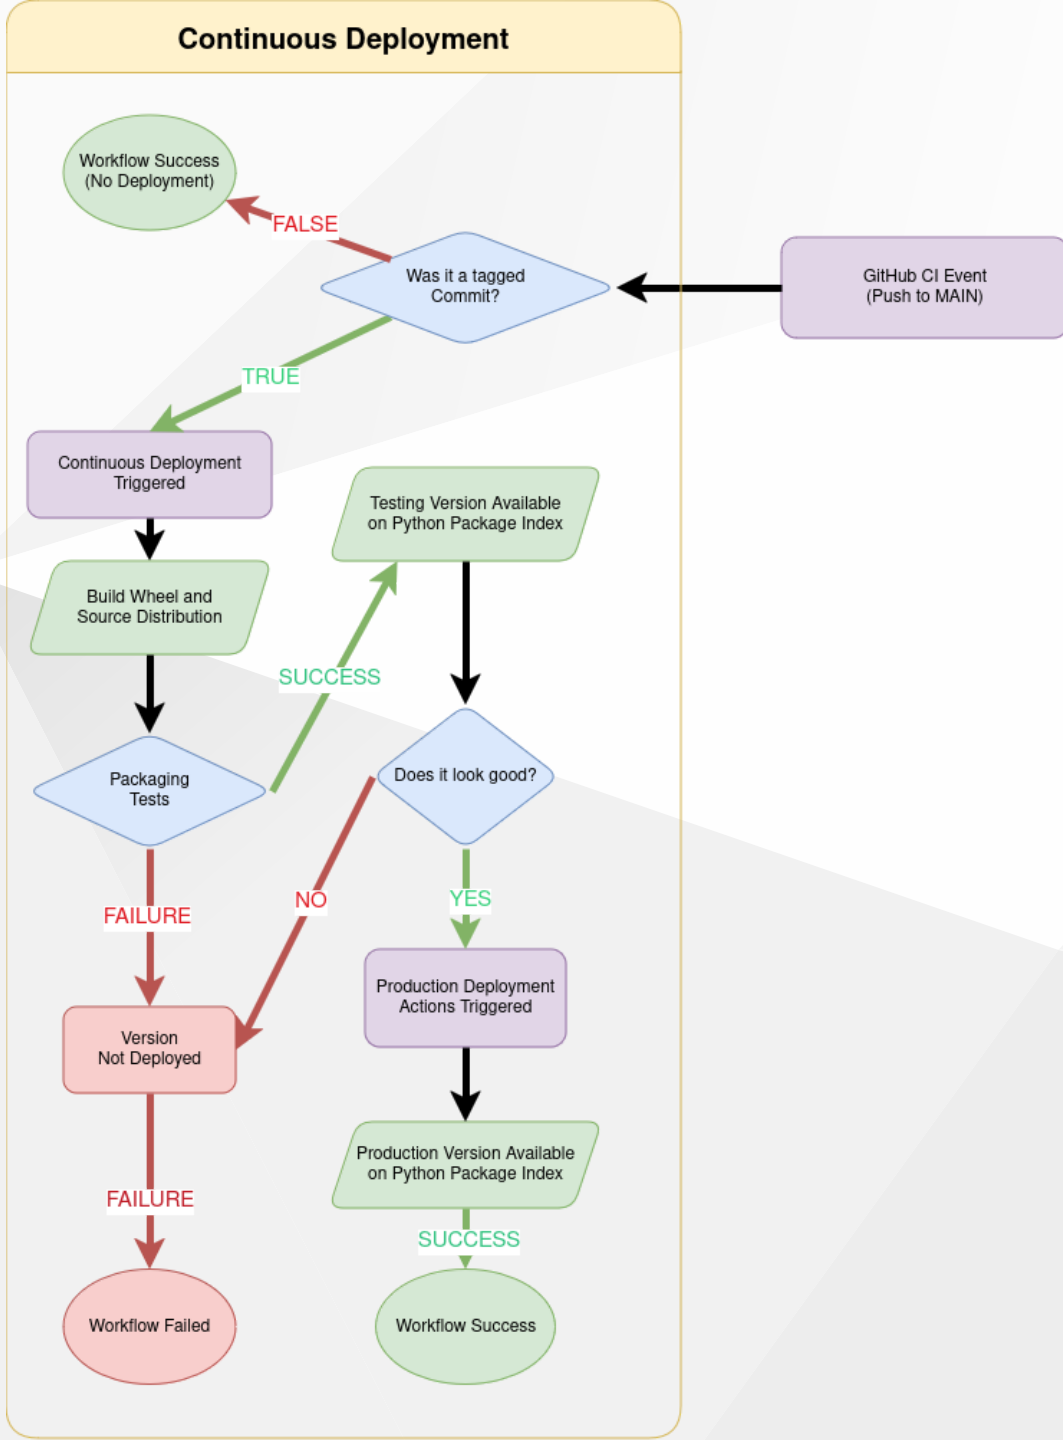 Continuous Deployment
Workflow Success
(No Deployment)
FALSE
Was it a tagged
Commit?
GitHub CI Event
(Push to MAIN)
TRUE
Continuous Deployment
Triggered
Testing Version Available
on Python Package Index
Build Wheel and
Source Distribution
SUCCESS
Packaging
Tests
Does it look good?
FAILURE
NO
YES
Production Deployment
Actions Triggered
Version
Not Deployed
Production Version Available
on Python Package Index
FAILURE
SUCCESS
Workflow Failed
Workflow Success